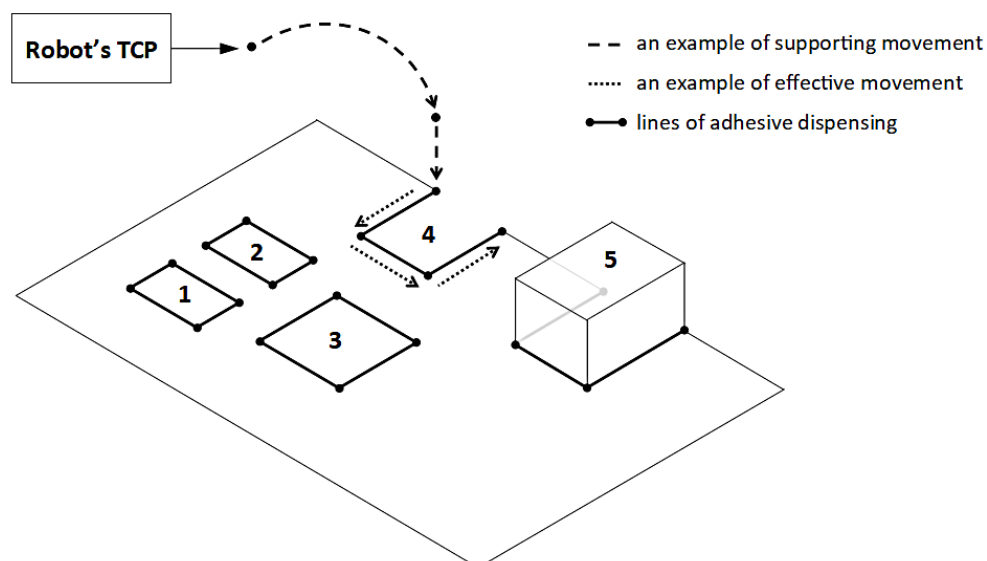 Robot's TCP
an example of supporting movement
an example of effective movement
lines of adhesive dispensing
4
2
5
1
3